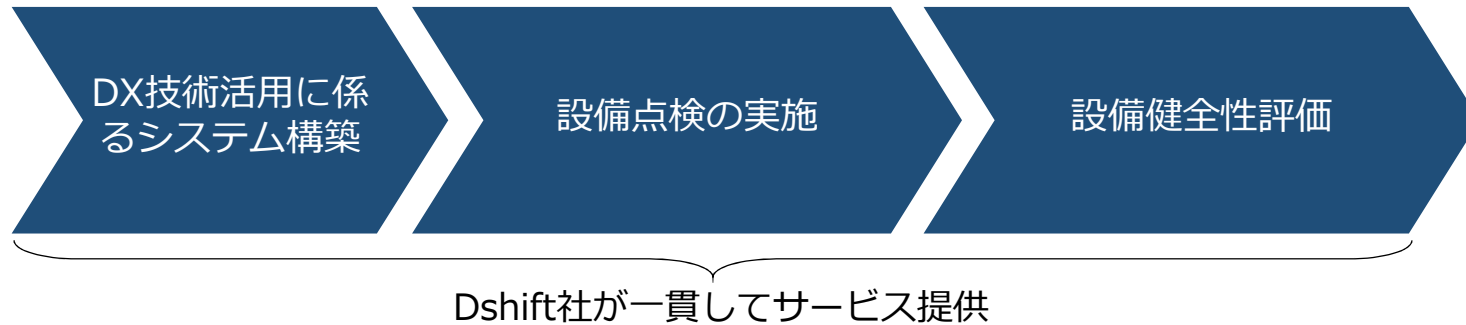 DX技術活用に係
るシステム構築
設備点検の実施
設備健全性評価
Dshift社が一貫してサービス提供